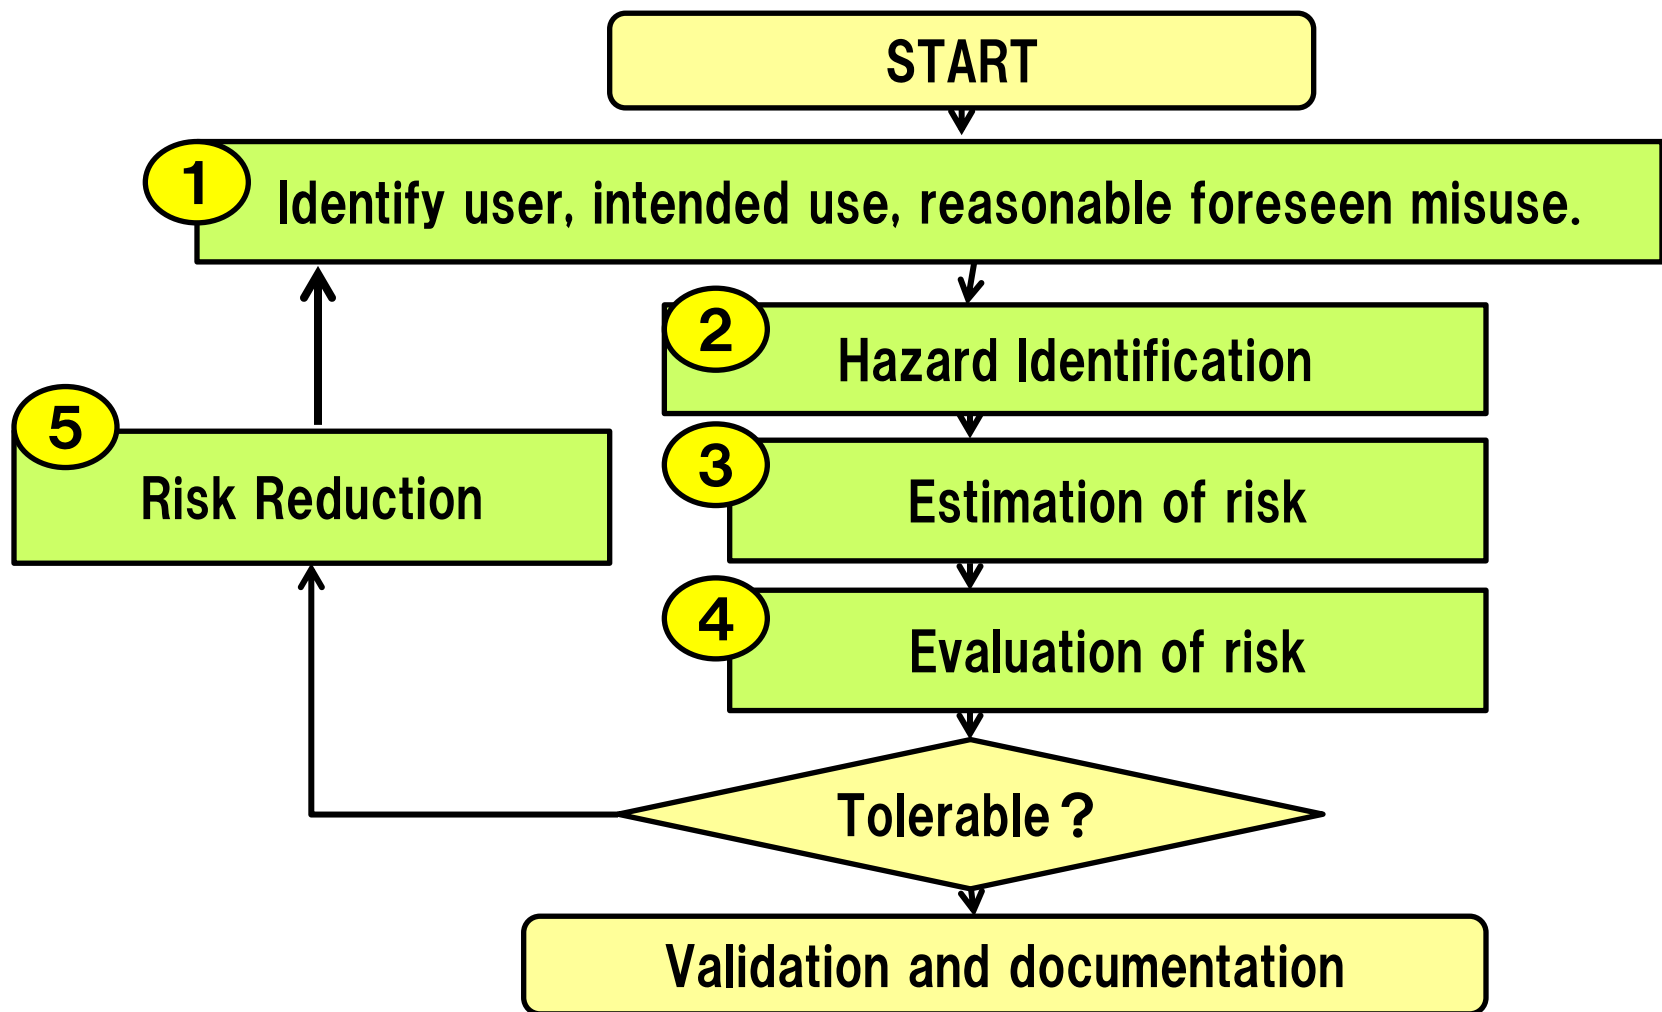 START
1
Identify user, intended use, reasonable foreseen misuse.
2
Hazard Identification
5
Risk Reduction
3
Estimation of risk
4
Evaluation of risk
Tolerable?
Validation and documentation